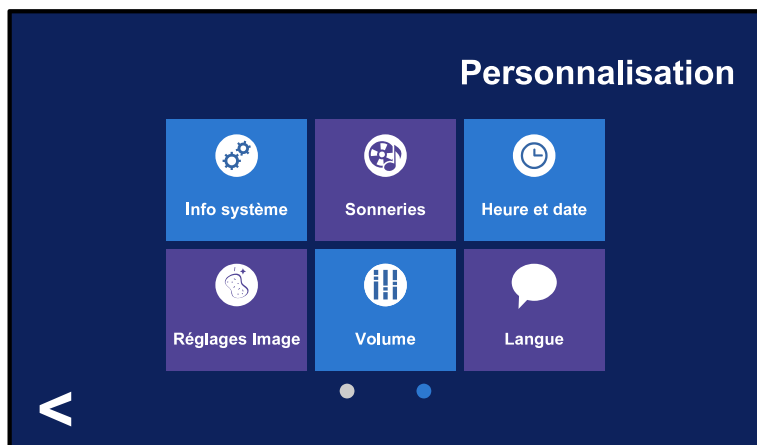 Personnalisation
Info système
Sonneries
Heure et date
Réglages Image
Volume
Langue
<